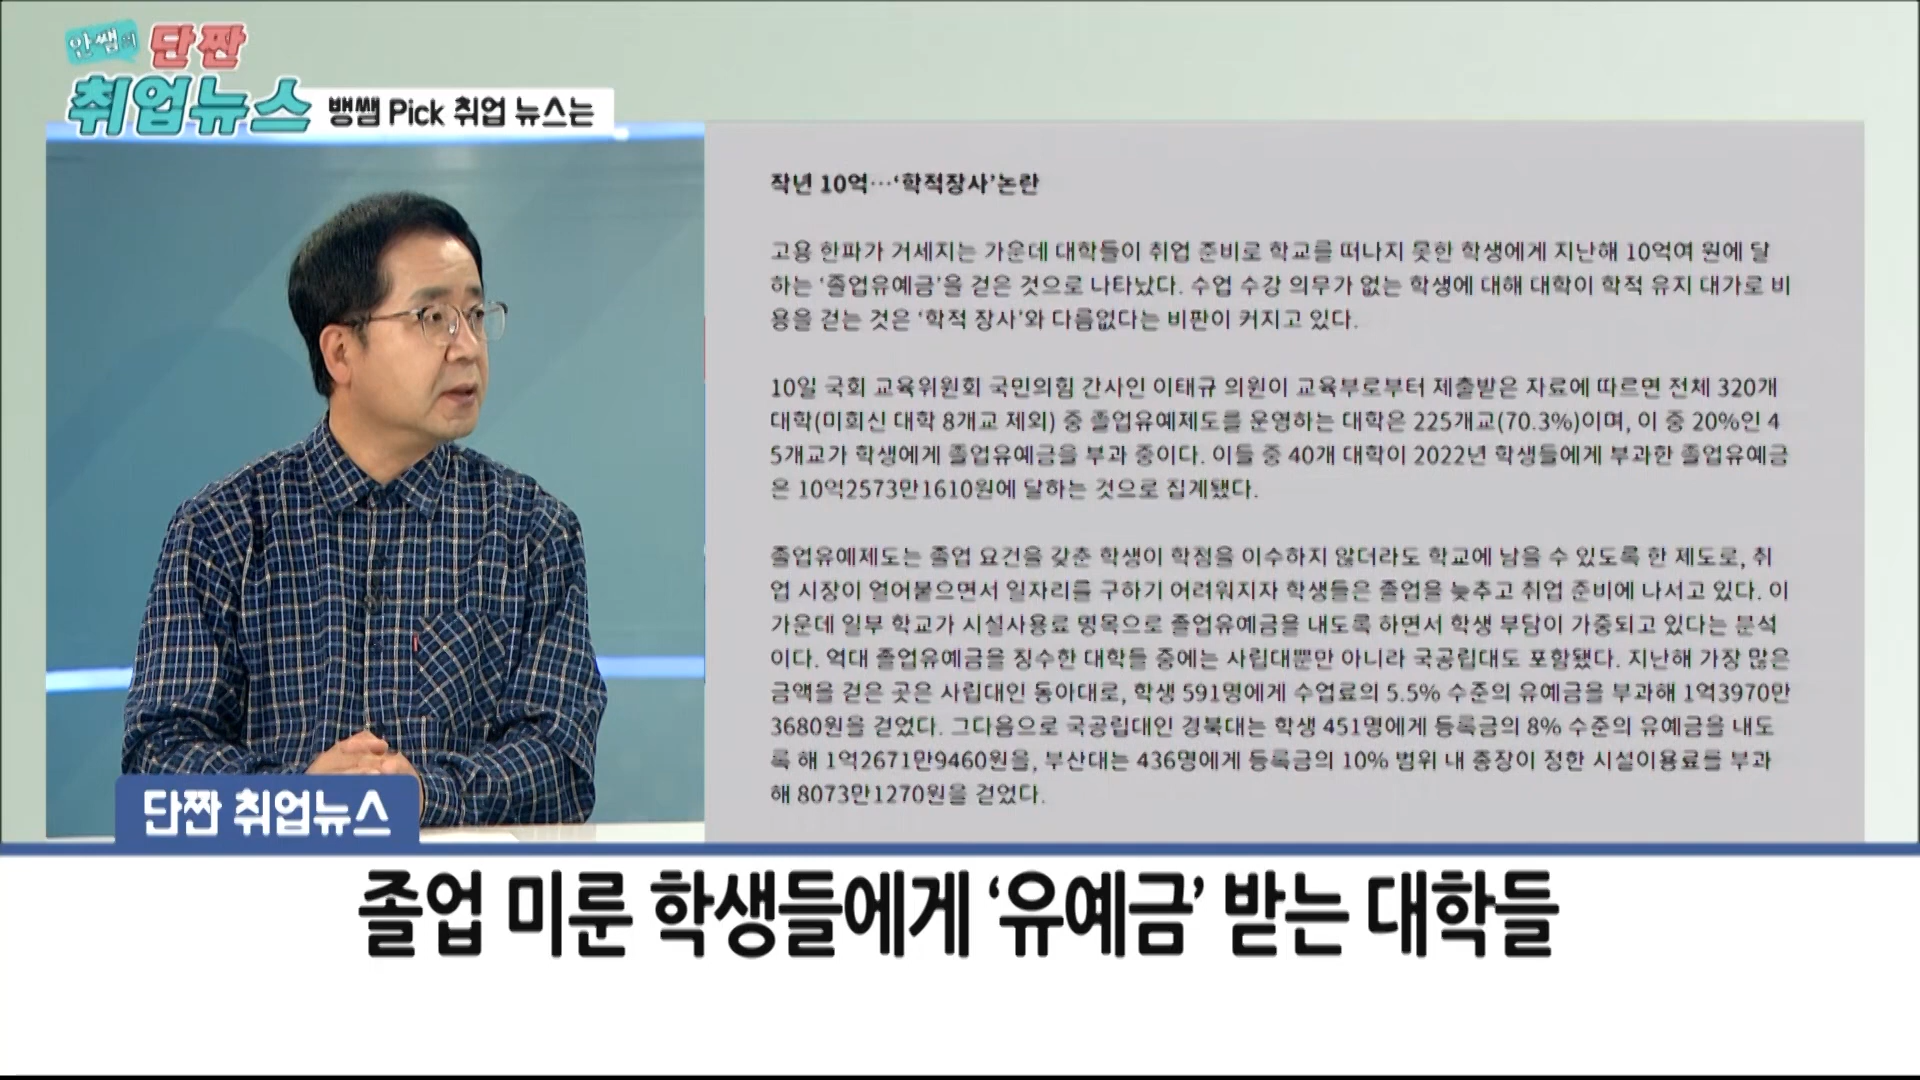 안쌤의 단짠
취업뉴스 뱅쌤 Pick 취업 뉴스는
작년 10억…‘학적장사’논란
고용 한파가 거세지는 가운데 대학들이 취업 준비로 학교를 떠나지 못한 학생에게 지난해 10억여 원에 달
하는 ‘졸업유예금’을 걷은 것으로 나타났다. 수업 수강 의무가 없는 학생에 대해 대학이 학적 유지 대가로 비
용을 걷는 것은 ‘학적 장사’와 다름없다는 비판이 커지고 있다.
10일 국회 교육위원회 국민의힘 간사인 이태규 의원이 교육부로부터 제출받은 자료에 따르면 전체 320개
대학(미회신 대학 8개교 제외) 중 졸업유예제도를 운영하는 대학은 225개교(70.3%)이며, 이 중 20%인 4
5개교가 학생에게 졸업유예금을 부과 중이다. 이들 중 40개 대학이 2022년 학생들에게 부과한 졸업유예금
은 10억2573만1610원에 달하는 것으로 집계됐다.
졸업유예제도는 졸업 요건을 갖춘 학생이 학점을 이수하지 않더라도 학교에 남을 수 있도록 한 제도로, 취
업 시장이 얼어붙으면서 일자리를 구하기 어려워지자 학생들은 졸업을 늦추고 취업 준비에 나서고 있다. 이
가운데 일부 학교가 시설사용료 명목으로 졸업유예금을 내도록 하면서 학생 부담이 가중되고 있다는 분석
이다. 역대 졸업유예금을 징수한 대학들 중에는 사립대뿐만 아니라 국공립대도 포함됐다. 지난해 가장 많은
금액을 걷은 곳은 사립대인 동아대로, 학생 591명에게 수업료의 5.5% 수준의 유예금을 부과해 1억3970만
3680원을 걷었다. 그다음으로 국공립대인 경북대는 학생 451명에게 등록금의 8% 수준의 유예금을 내도
록 해 1억2671만9460원을, 부산대는 436명에게 등록금의 10% 범위 내 총장이 정한 시설이용료를 부과
해 8073만1270원을 걷었다.
단짠 취업뉴스
졸업 미룬 학생들에게 ‘유예금’ 받는 대학들